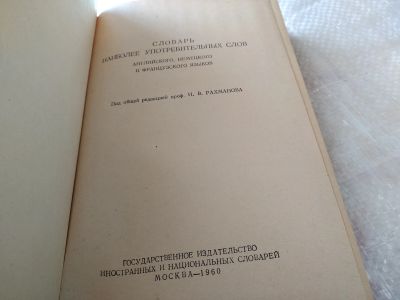 СЛОВАРЬ
НАИБОЛЕЕ УПОТРЕБИТЕЛЬНЫХ СЛОВ
АНГЛИЙСКОГО, НЕМЕЦКОГО
И ФРАНЦУЗСКОГО ЯЗЫКОВ
Под общей редакцией проф. И. В. РАХМАНОВА
ГОСУДАРСТВЕННОЕ ИЗДАТЕЛЬСТВО
ИНОСТРАННЫХ И НАЦИОНАЛЬНЫХ СЛОВАРЕЙ
МОСКВА—1960